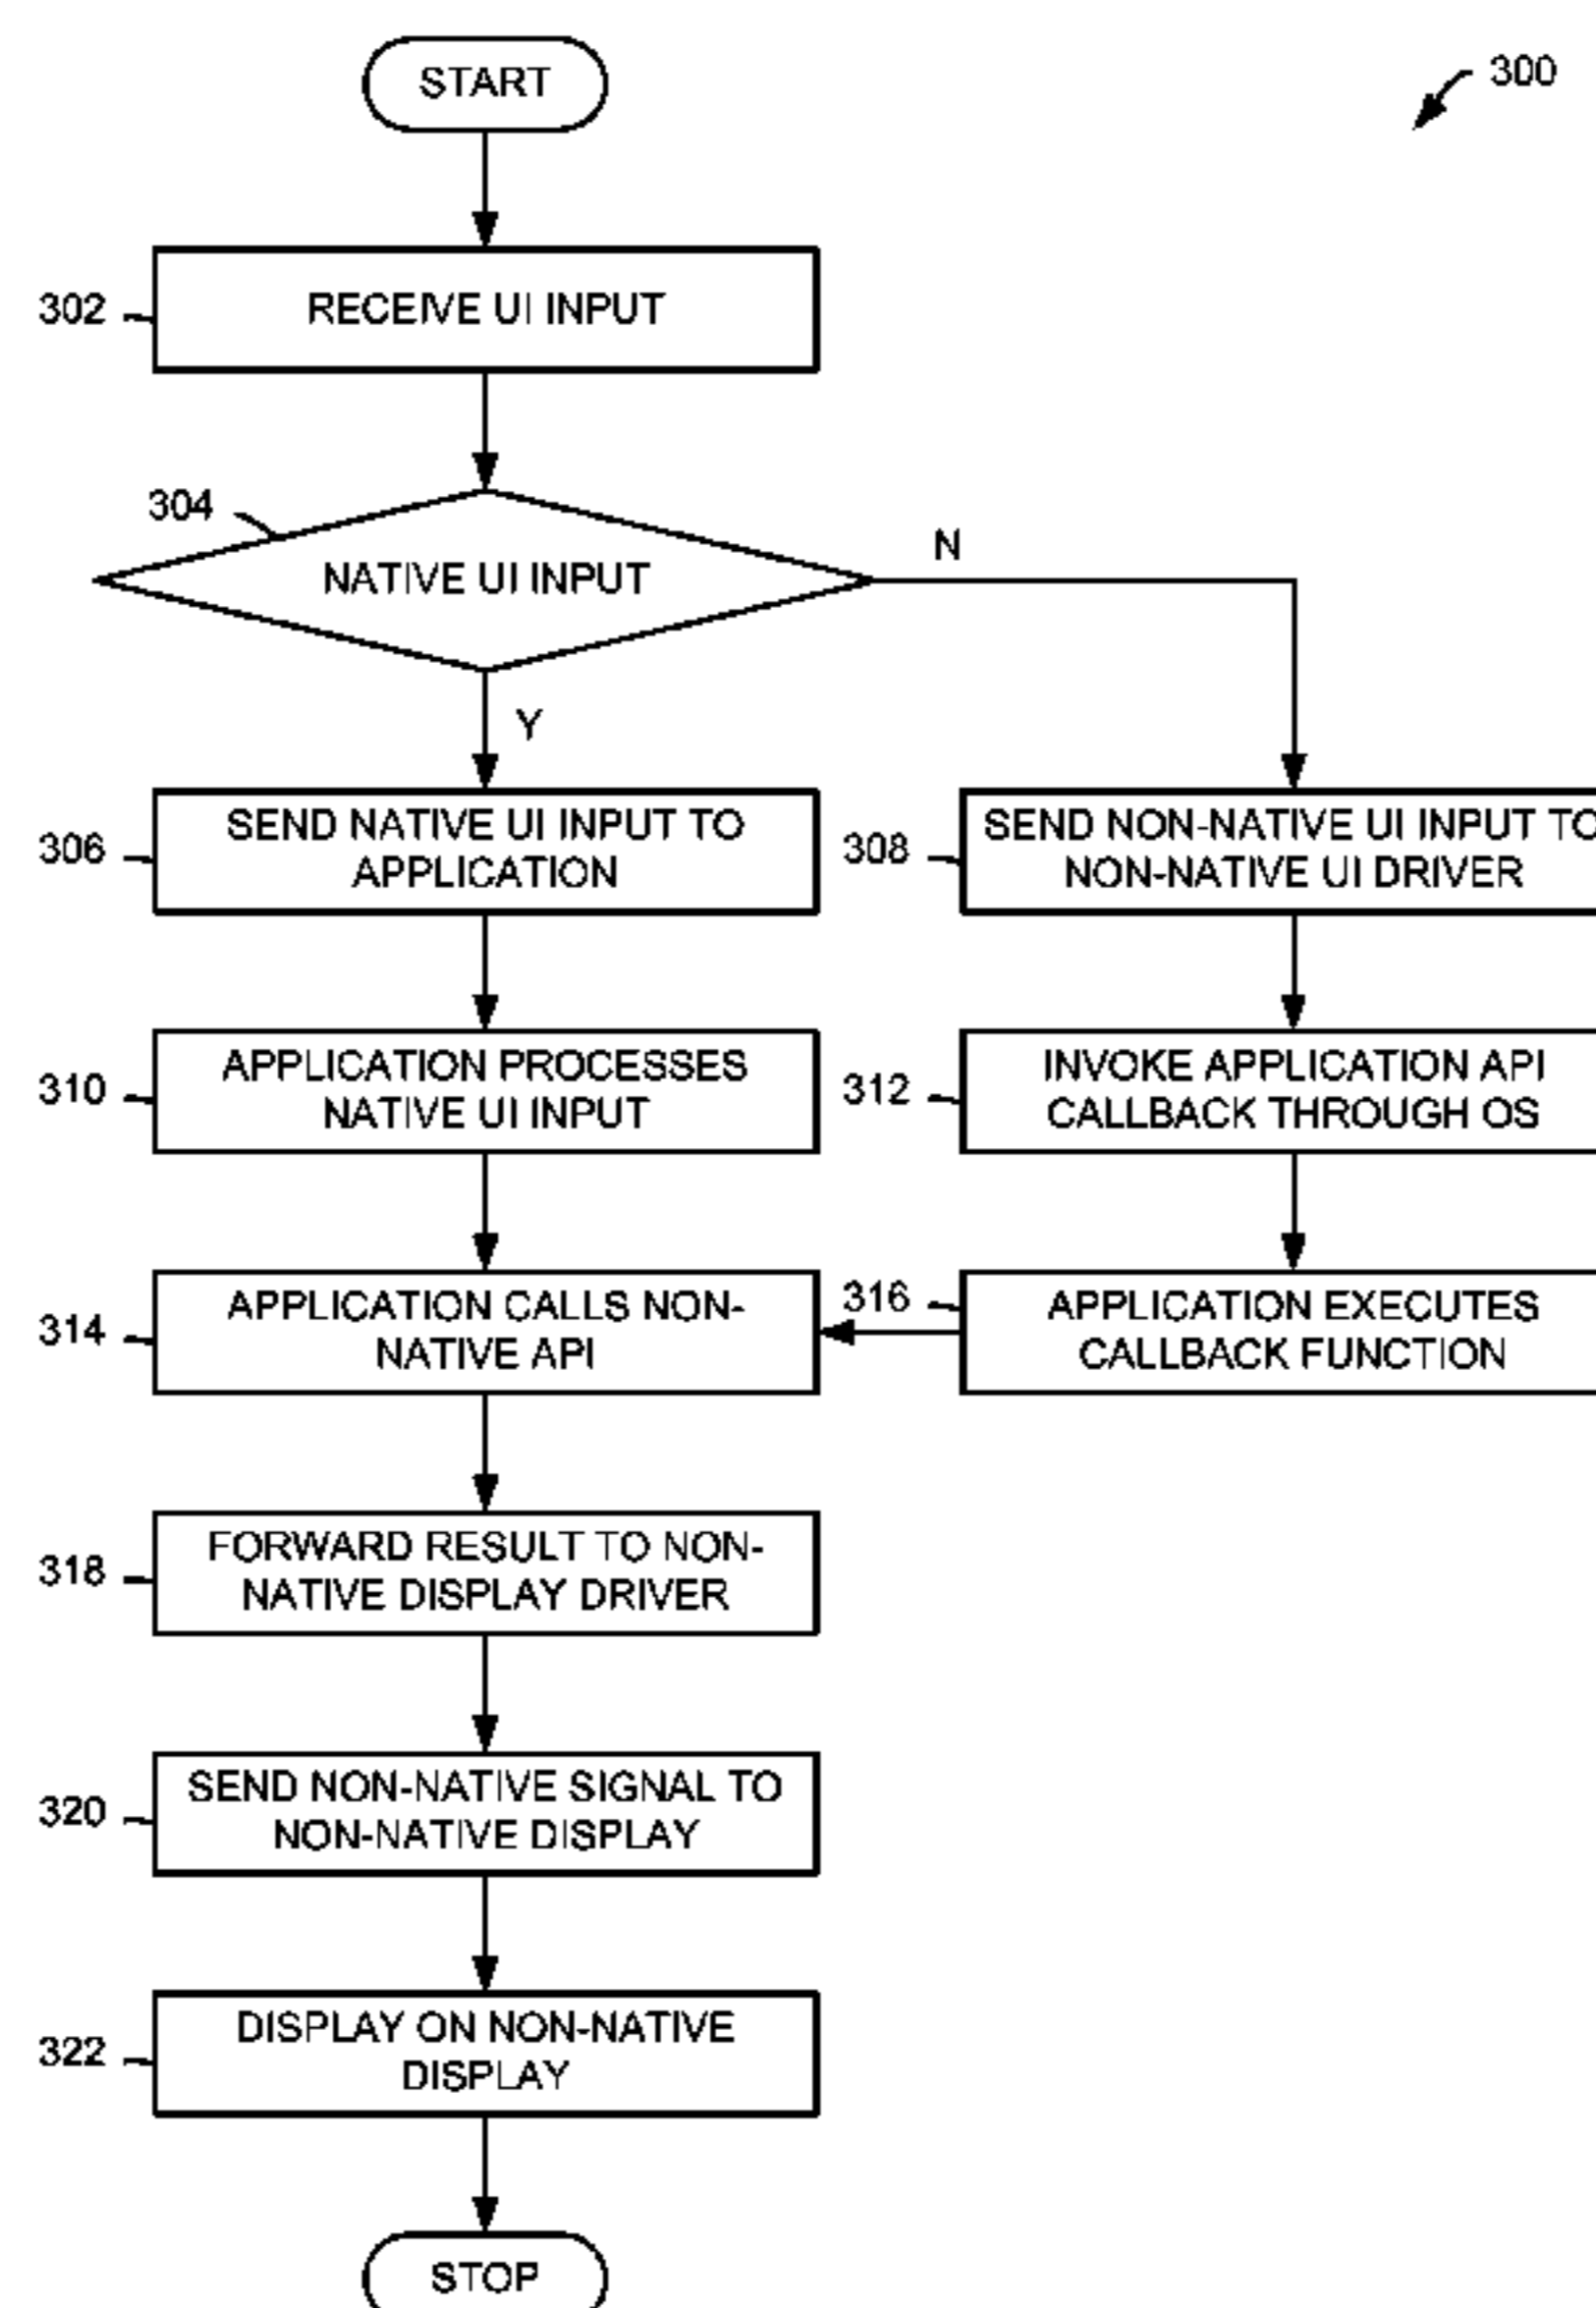 START
300
302
RECEIVE UI INPUT
304
NATIVE UI INPUT
N
Y
306
SEND NATIVE UI INPUT TO
APPLICATION
308
SEND NON-NATIVE UI INPUT TO
NON-NATIVE UI DRIVER
310
APPLICATION PROCESSES
NATIVE UI INPUT
312
INVOKE APPLICATION API
CALLBACK THROUGH OS
314
APPLICATION CALLS NON-
NATIVE API
316
APPLICATION EXECUTES
CALLBACK FUNCTION
318
FORWARD RESULT TO NON-
NATIVE DISPLAY DRIVER
320
SEND NON-NATIVE SIGNAL TO
NON-NATIVE DISPLAY
322
DISPLAY ON NON-NATIVE
DISPLAY
STOP